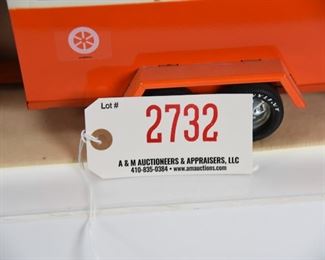 Lot #
2732
A & M AUCTIONEERS & APPRAISERS, LLC
410-835-0384 • www.amauctions.com